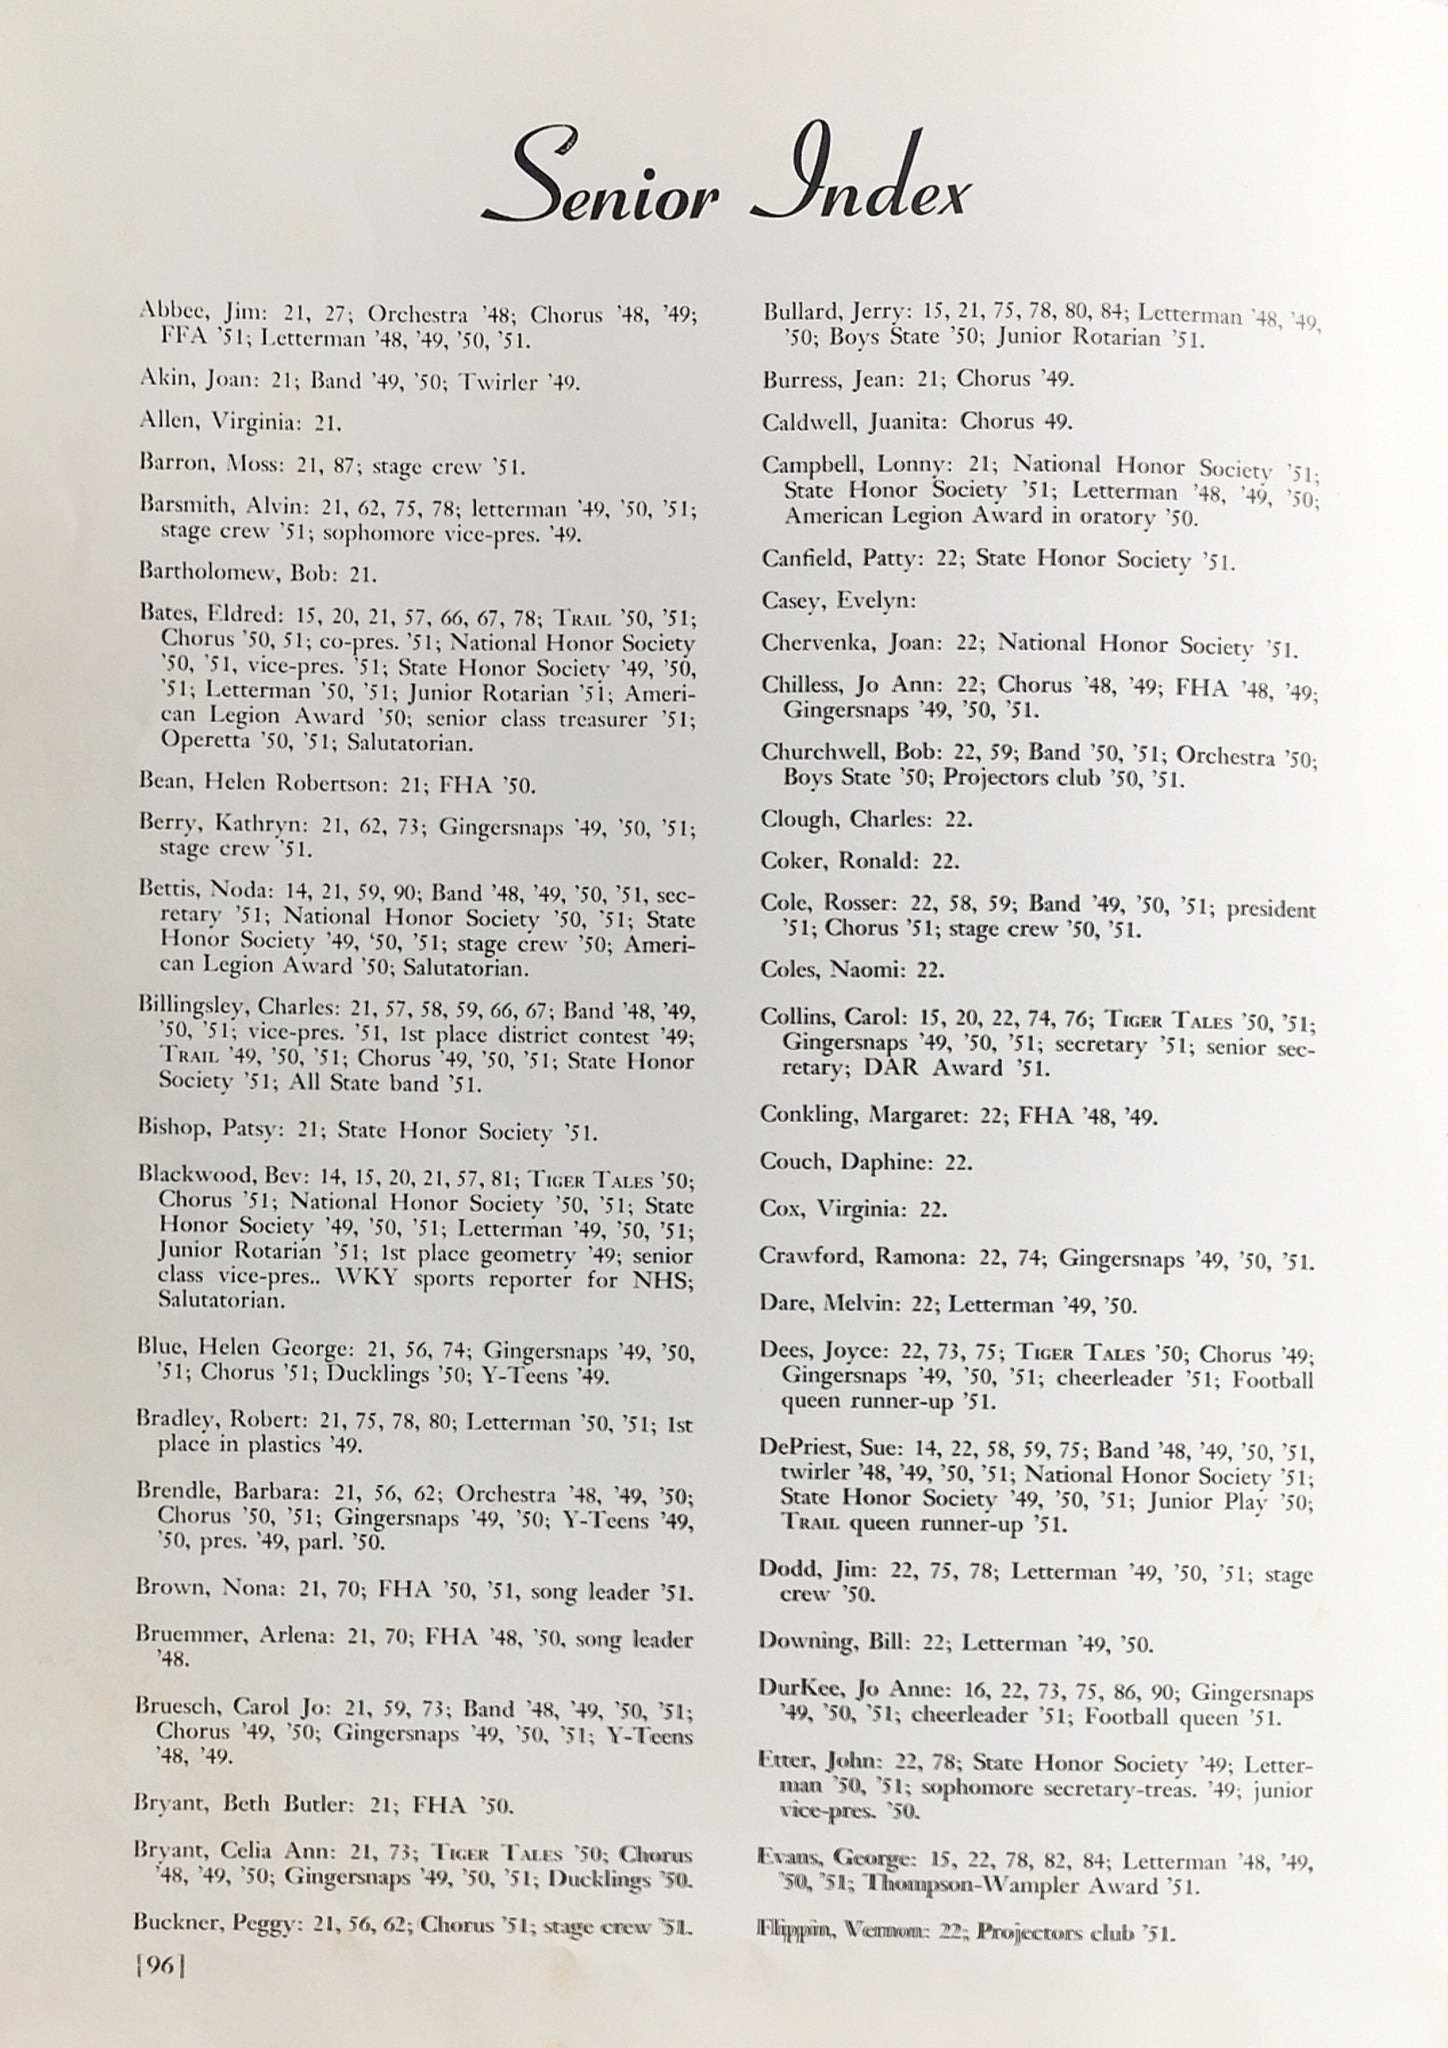 Senior Index
Abbee, Jim: 21, 27; Orchestra '48; Chorus '48, '49;
FFA '51; Letterman '48, '49, '50, '51.
Akin, Joan: 21; Band '49, '50; Twirler '49.
Allen, Virginia: 21.
Barron, Moss: 21, 87; stage crew '51.
Barsmith, Alvin: 21, 62, 75, 78; letterman '49, '50, '51;
stage crew '51; sophomore vice-pres. '49.
Bartholomew, Bob: 21.
Bates, Eldred: 15, 20, 21, 57, 66, 67, 78; TRAIL '50, '51;
Chorus '50, 51; co-pres. '51; National Honor Society
'50, '51, vice-pres. '51; State Honor Society '49, '50,
'51; Letterman '50, '51; Junior Rotarian '51; Ameri-
can Legion Award '50; senior class treasurer '51;
Operetta '50, '51; Salutatorian.
Bean, Helen Robertson: 21; FHA '50.
Berry, Kathryn: 21, 62, 73; Gingersnaps '49, '50, '51;
stage crew '51.
Bettis, Noda: 14, 21, 59, 90; Band '48, '49, '50, '51, sec-
retary '51; National Honor Society '50, '51; State
Honor Society '49, '50, '51; stage crew '50; Ameri-
can Legion Award '50; Salutatorian.
Billingsley, Charles: 21, 57, 58, 59, 66, 67; Band '48, '49,
'50, '51; vice-pres. '51, 1st place district contest '49;
TRAIL '49, '50, '51; Chorus '49, '50, '51; State Honor
Society '51; All State band '51.
Bishop, Patsy: 21; State Honor Society '51.
Blackwood, Bev: 14, 15, 20, 21, 57, 81; TIGER TALES '50;
Chorus '51; National Honor Society '50, '51; State
Honor Society '49, '50, '51; Letterman '49, '50, '51;
Junior Rotarian '51; 1st place geometry '49; senior
class vice-pres.. WKY sports reporter for NHS;
Salutatorian.
Blue, Helen George: 21, 56, 74; Gingersnaps '49, '50,
'51; Chorus '51; Ducklings '50; Y-Teens '49.
Bradley, Robert: 21, 75, 78, 80; Letterman '50, '51; 1st
place in plastics '49.
Brendle, Barbara: 21, 56, 62; Orchestra '48, '49, '50;
Chorus '50, '51; Gingersnaps '49, '50; Y-Teens '49,
'50, pres. '49, parl. '50.
Brown, Nona: 21, 70; FHA '50, '51, song leader '51.
Bruemmer, Arlena: 21, 70; FHA '48, '50, song leader
'48.
Bruesch, Carol Jo: 21, 59, 73; Band '48, '49, '50, '51;
Chorus '49, '50; Gingersnaps '49, '50, '51; Y-Teens
'48, '49.
Bryant, Beth Butler: 21; FHA '50.
Bryant, Celia Ann: 21, 73; TIGER TALES '50; Chorus
'48, '49, '50; Gingersnaps '49, '50, '51; Ducklings '50.
Buckner, Peggy: 21, 56, 62; Chorus '51; stage crew '51.
[96]
Bullard, Jerry: 15, 21, 75, 78, 80, 84; Letterman '48, '49,
'50; Boys State '50; Junior Rotarian '51.
Burress, Jean: 21; Chorus '49.
Caldwell, Juanita: Chorus 49.
Campbell, Lonny: 21; National Honor Society '51;
State Honor Society '51; Letterman '48, '49, '50;
American Legion Award in oratory '50.
Canfield, Patty: 22; State Honor Society '51.
Casey, Evelyn:
Chervenka, Joan: 22; National Honor Society '51.
Chilless, Jo Ann: 22; Chorus '48, '49; FHA '48, '49;
Gingersnaps '49, '50, '51.
Churchwell, Bob: 22, 59; Band '50, '51; Orchestra '50;
Boys State '50; Projectors club '50, '51.
Clough, Charles: 22.
Coker, Ronald: 22.
Cole, Rosser: 22, 58, 59; Band '49, '50, '51; president
'51; Chorus '51; stage crew '50, '51.
Coles, Naomi: 22.
Collins, Carol: 15, 20, 22, 74, 76; TIGER TALES '50, '51;
Gingersnaps '49, '50, '51; secretary '51; senior sec-
retary; DAR Award '51.
Conkling, Margaret: 22; FHA '48, '49.
Couch, Daphine: 22.
Cox, Virginia: 22.
Crawford, Ramona: 22, 74; Gingersnaps '49, '50, '51.
Dare, Melvin: 22; Letterman '49, '50.
Dees, Joyce: 22, 73, 75; TIGER TALES '50; Chorus '49;
Gingersnaps '49, '50, '51; cheerleader '51; Football
queen runner-up '51.
DePriest, Sue: 14, 22, 58, 59, 75; Band '48, '49, '50, '51,
twirler '48, '49, '50, '51; National Honor Society '51;
State Honor Society '49, '50, '51; Junior Play '50;
TRAIL queen runner-up '51.
Dodd, Jim: 22, 75, 78; Letterman '49, '50, '51; stage
crew '50.
Downing, Bill: 22; Letterman '49, '50.
DurKee, Jo Anne: 16, 22, 73, 75, 86, 90; Gingersnaps
'49, '50, '51; cheerleader '51; Football queen '51.
Etter, John: 22, 78; State Honor Society '49; Letter-
man '50, '51; sophomore secretary-treas. '49; junior
vice-pres. '50.
Evans, George: 15, 22, 78, 82, 84; Letterman '48, '49,
'50, '51; Thompson-Wampler Award '51.
Flippin, Vernon: 22; Projectors club '51.